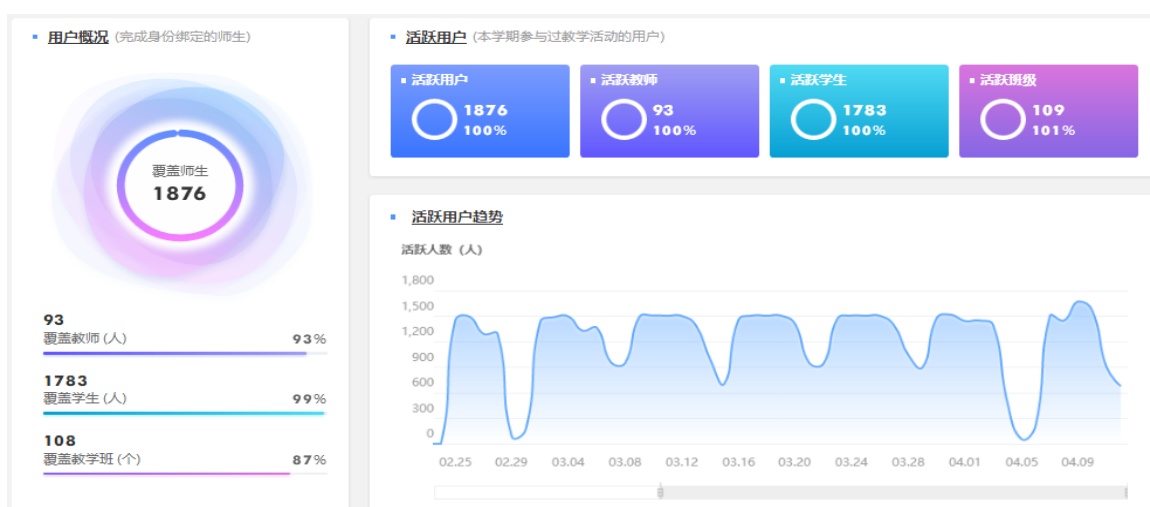 用户概况 (完成身份绑定的师生)
覆盖师生
1876
93
覆盖教师 (人) 93%
1783
覆盖学生 (人) 99%
108
覆盖教学班 (个) 87%
活跃用户 (本学期参与过教学活动的用户)
活跃用户
1876
100%
活跃教师
93
100%
活跃学生
1783
100%
活跃班级
109
101%
活跃用户趋势
活跃人数 (人)
1,800
1,500
1,200
900
600
300
0
02.25 02.29 03.04 03.08 03.12 03.16 03.20 03.24 03.28 04.01 04.05 04.09